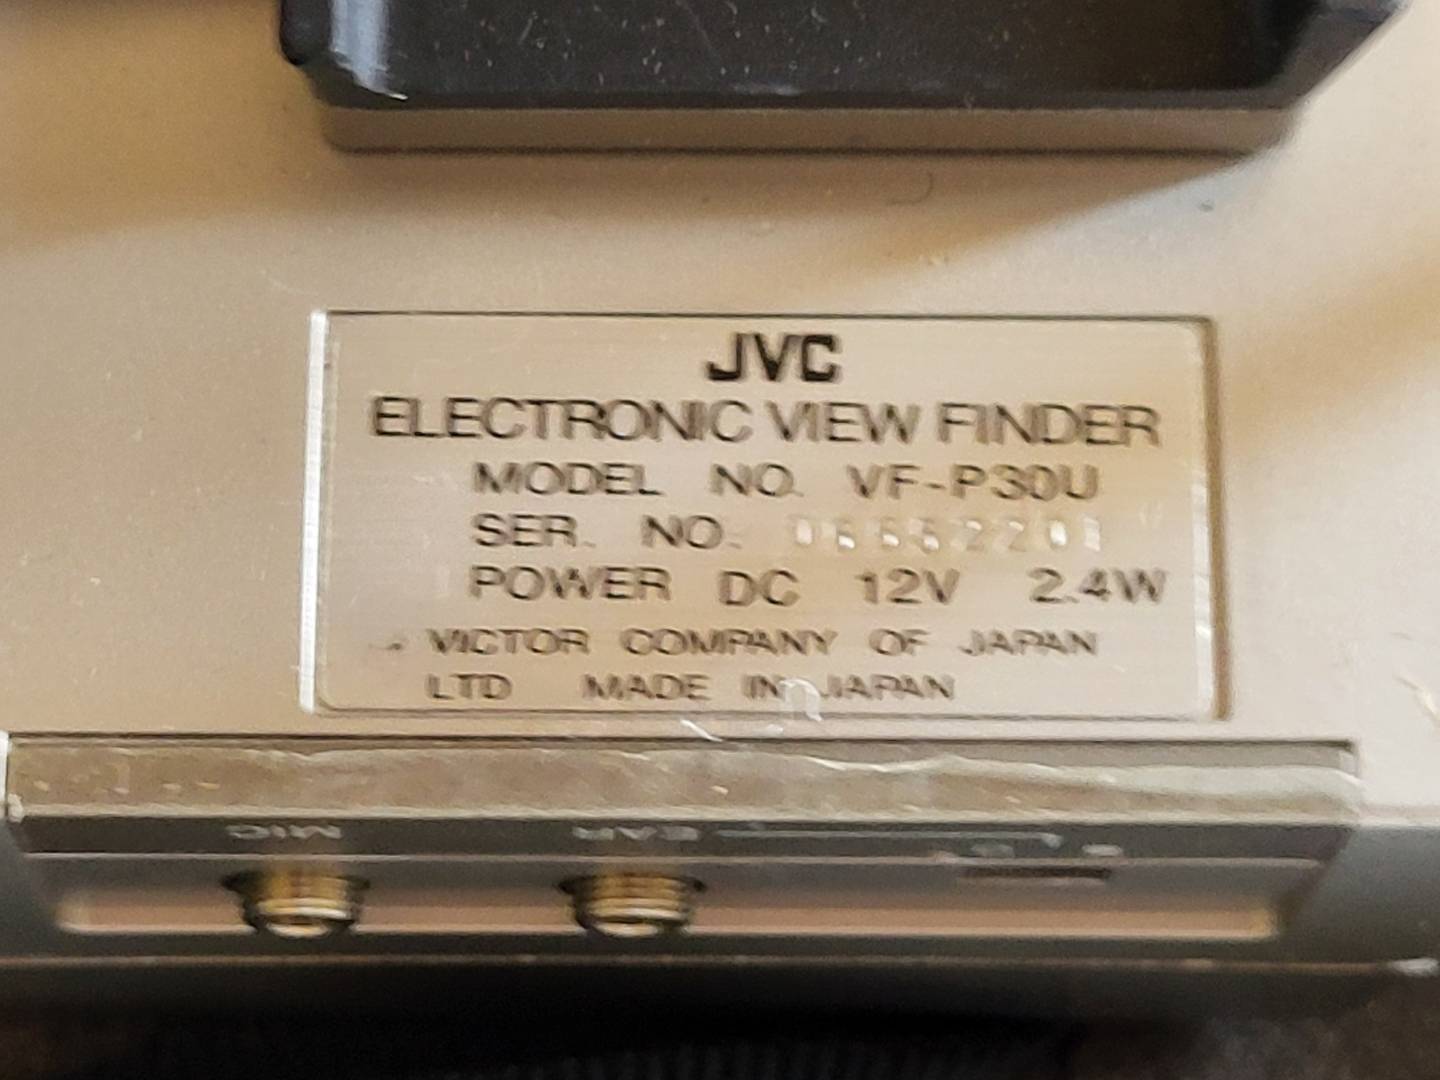 JVC
ELECTRONIC VIEW FINDER
MODEL NO. VF-P30U
SER. NO.
POWER DC 12V 2.4W
VICTOR COMPANY OF JAPAN
LTD MADE IN JAPAN
MIC EAR